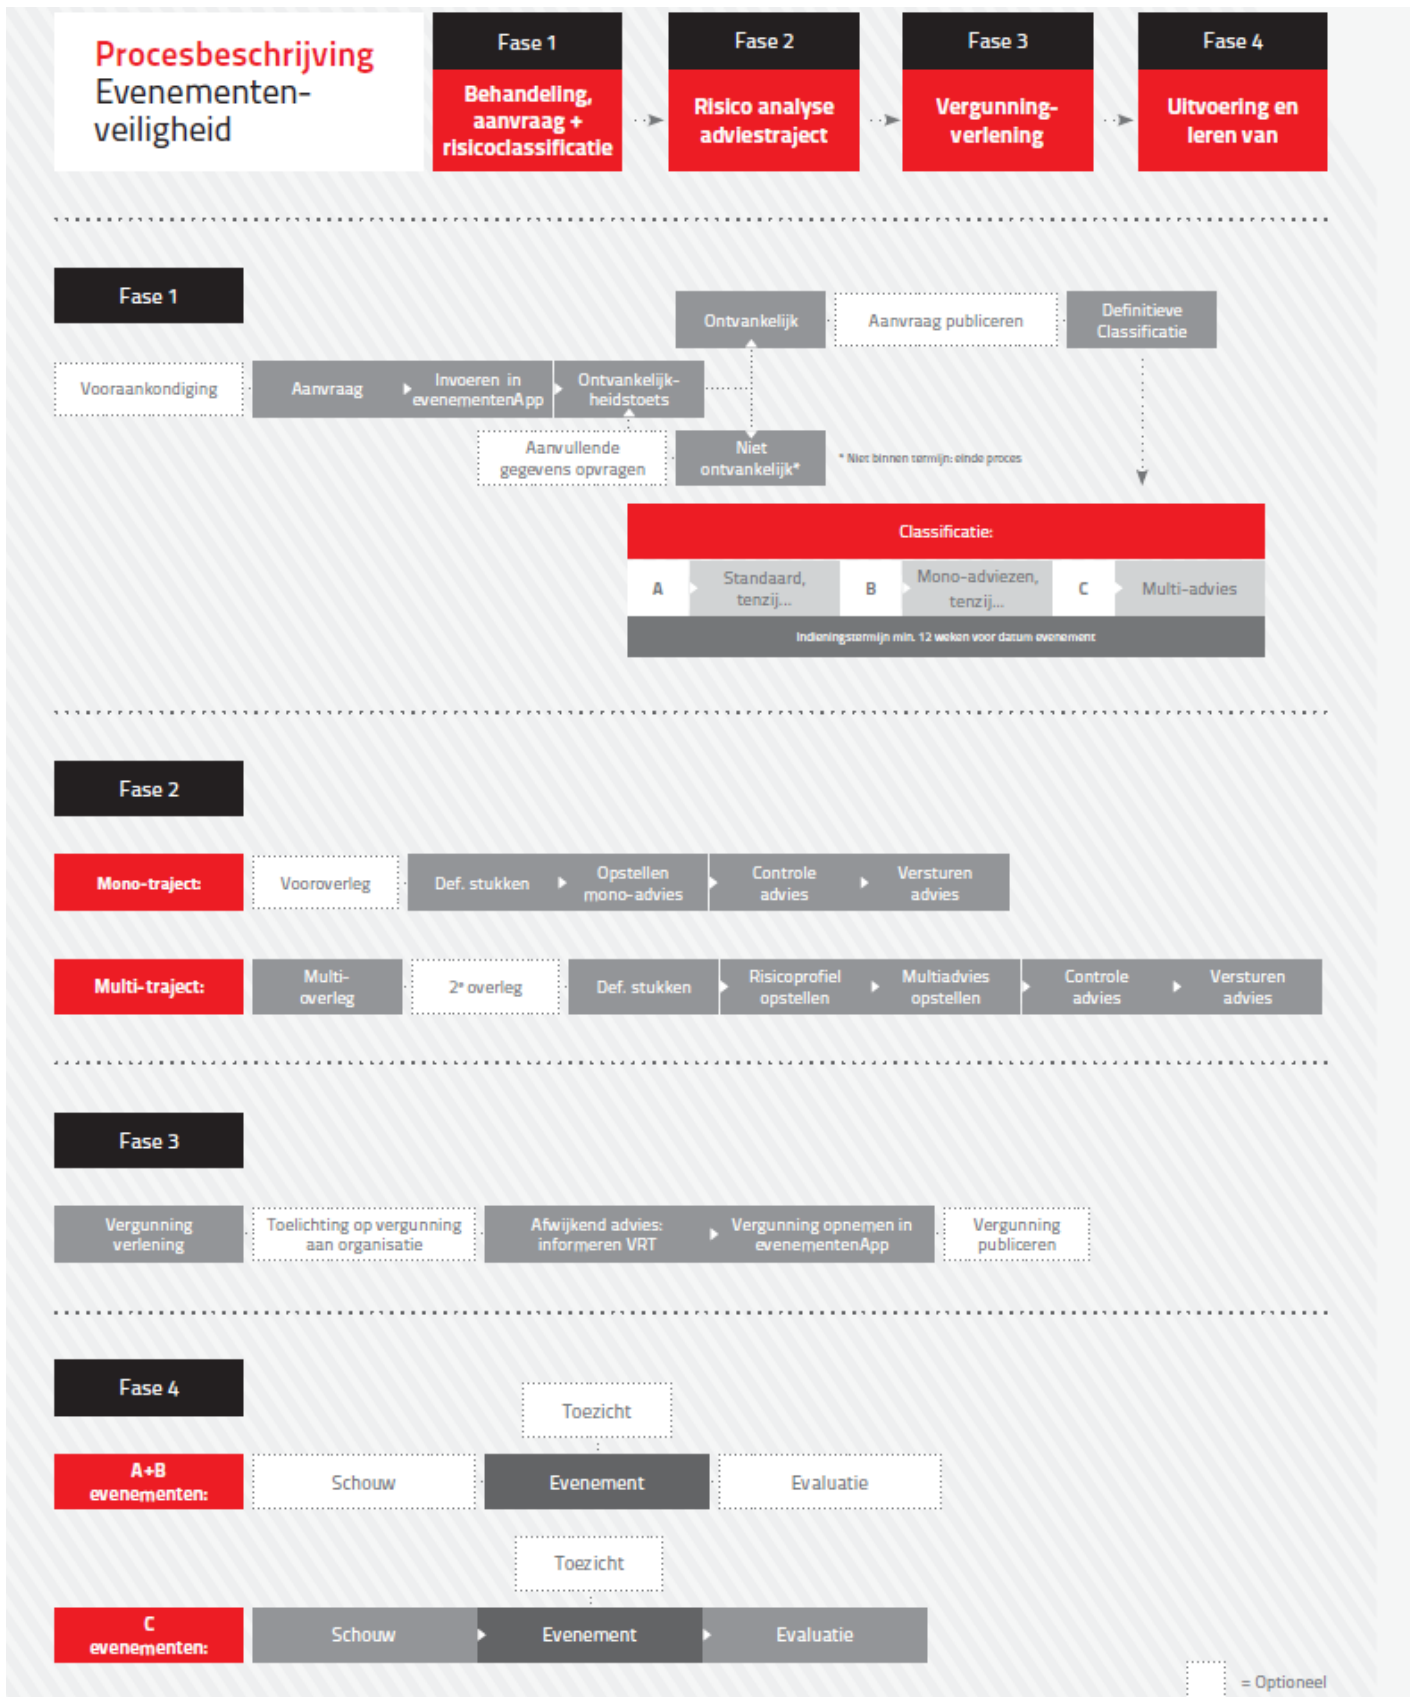 Procesbeschrijving
Evenementen-
veiligheid
Fase 1
Behandeling,
aanvraag +
risicoclassificatie
Fase 2
Risico analyse
adviestraject
Fase 3
Vergunning-
verlening
Fase 4
Uitvoering en
leren van
Fase 1
Vooraankondiging
Aanvraag
Invoeren in
evenementenApp
Ontvankelijk-
heidstoets
Ontvankelijk
Aanvraag publiceren
Definitieve
Classificatie
Aanvullende
gegevens opvragen
Niet
ontvankelijk*
* Niet binnen termijn: einde proces
Classificatie:
A
Standaard,
tenzij...
B
Mono-adviezen,
tenzij...
C
Multi-advies
Indieningstermijn min. 12 weken voor datum evenement
Fase 2
Mono-traject:
Vooroverleg
Def. stukken
Opstellen
mono-advies
Controle
advies
Versturen
advies
Multi-traject:
Multi-
overleg
2e overleg
Def. stukken
Risicoprofiel
opstellen
Multiadvies
opstellen
Controle
advies
Versturen
advies
Fase 3
Vergunning
verlening
Toelichting op vergunning
aan organisatie
Afwijkend advies:
informeren VRT
Vergunning opnemen in
evenementenApp
Vergunning
publiceren
Fase 4
Toezicht
A+B
evenementen:
Schouw
Evenement
Evaluatie
Toezicht
C
evenementen:
Schouw
Evenement
Evaluatie
= Optioneel